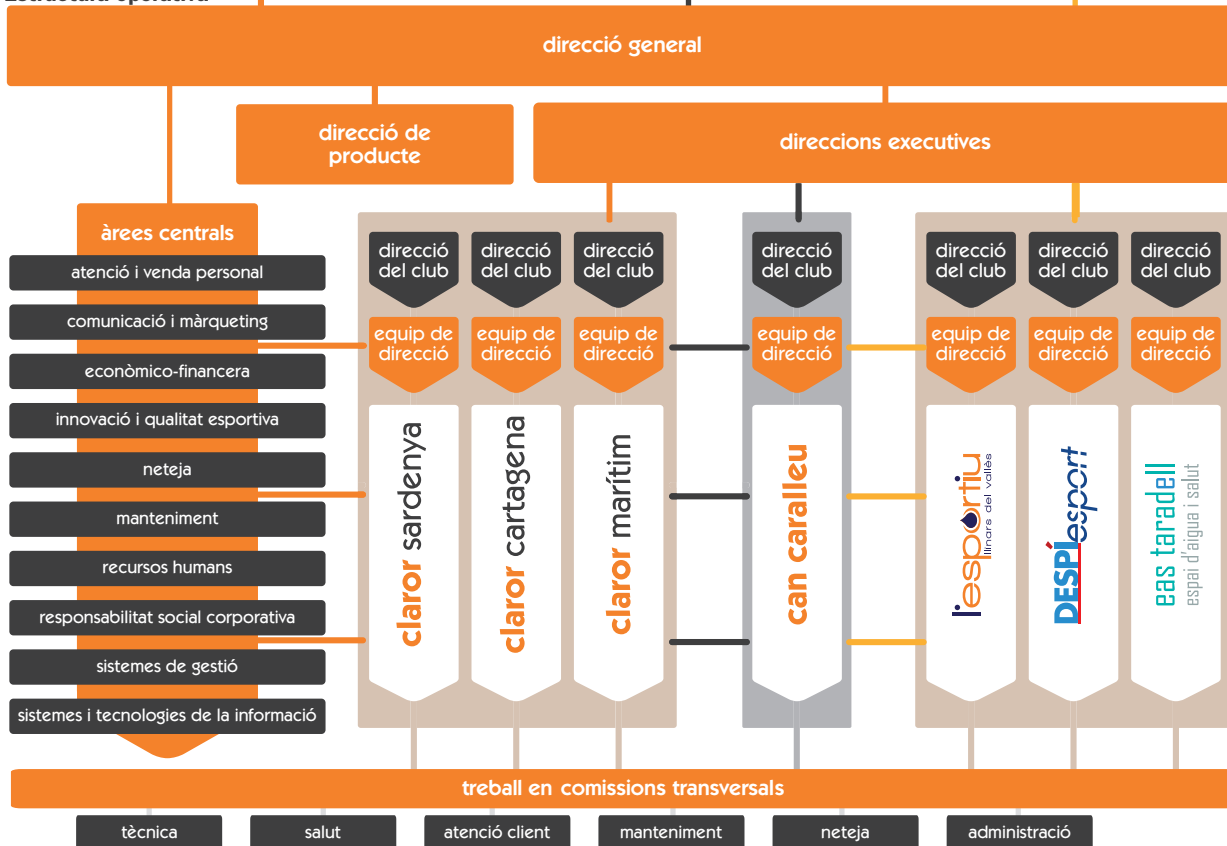 Estructura operativa
direcció general
direcció de
producte
direccions executives
àrees centrals
atenció i venda personal
comunicació i màrqueting
econòmico-financera
innovació i qualitat esportiva
neteja
manteniment
recursos humans
responsabilitat social corporativa
sistemes de gestió
sistemes i tecnologies de la informació
direcció
del club
direcció
del club
direcció
del club
direcció
del club
direcció
del club
direcció
del club
direcció
del club
equip de
direcció
equip de
direcció
equip de
direcció
equip de
direcció
equip de
direcció
equip de
direcció
equip de
direcció
claror sardenya
claror cartagena
claror marítim
can caralleu
l'esportiu
llinars del vallès
DESPÍesport
eas taradell
espai d'aigua i salut
treball en comissions transversals
tècnica
salut
atenció client
manteniment
neteja
administració